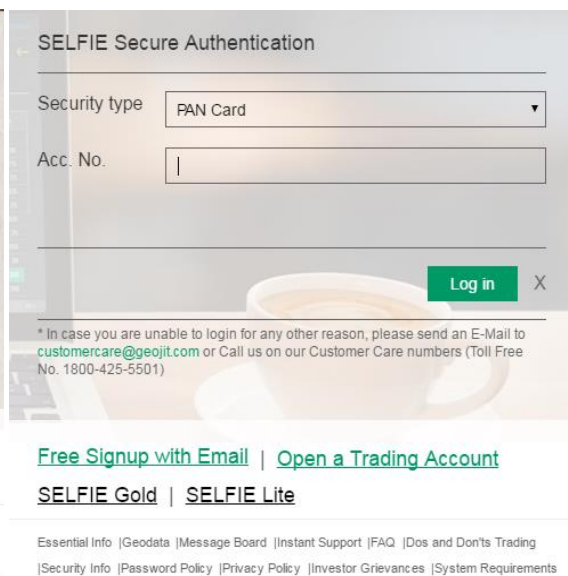 SELFIE Secure Authentication
Security type PAN Card
Acc. No.
Log in X
* In case you are unable to login for any other reason, please send an E-Mail to
customercare@geojit.com or Call us on our Customer Care numbers (Toll Free
No. 1800-425-5501)
Free Signup with Email | Open a Trading Account
SELFIE Gold | SELFIE Lite
Essential Info |Geodata |Message Board |Instant Support |FAQ |Dos and Don'ts Trading
|Security Info |Password Policy |Privacy Policy |Investor Grievances |System Requirements